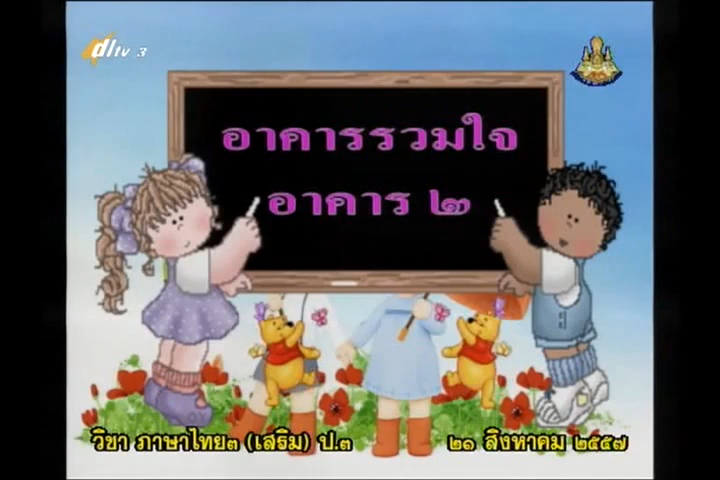 dltv 3
อาคารรวมใจ
อาคาร ๒
วิชา ภาษาไทย๓ (เสริม) ป.๓
๒๑ สิงหาคม ๒๕๕๗